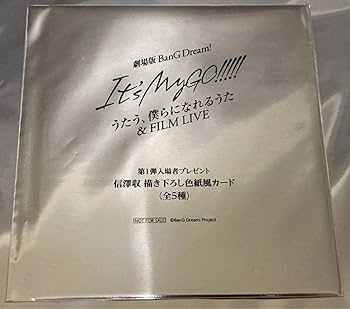 劇場版 BanG Dream!
It's MyGO!!!!!
うたう、僕らになれるうた
& FILM LIVE
第1弾入場者プレゼント
信澤収 描き下ろし色紙風カード
〈全5種〉
NOT FOR SALE ©BanG Dream! Project